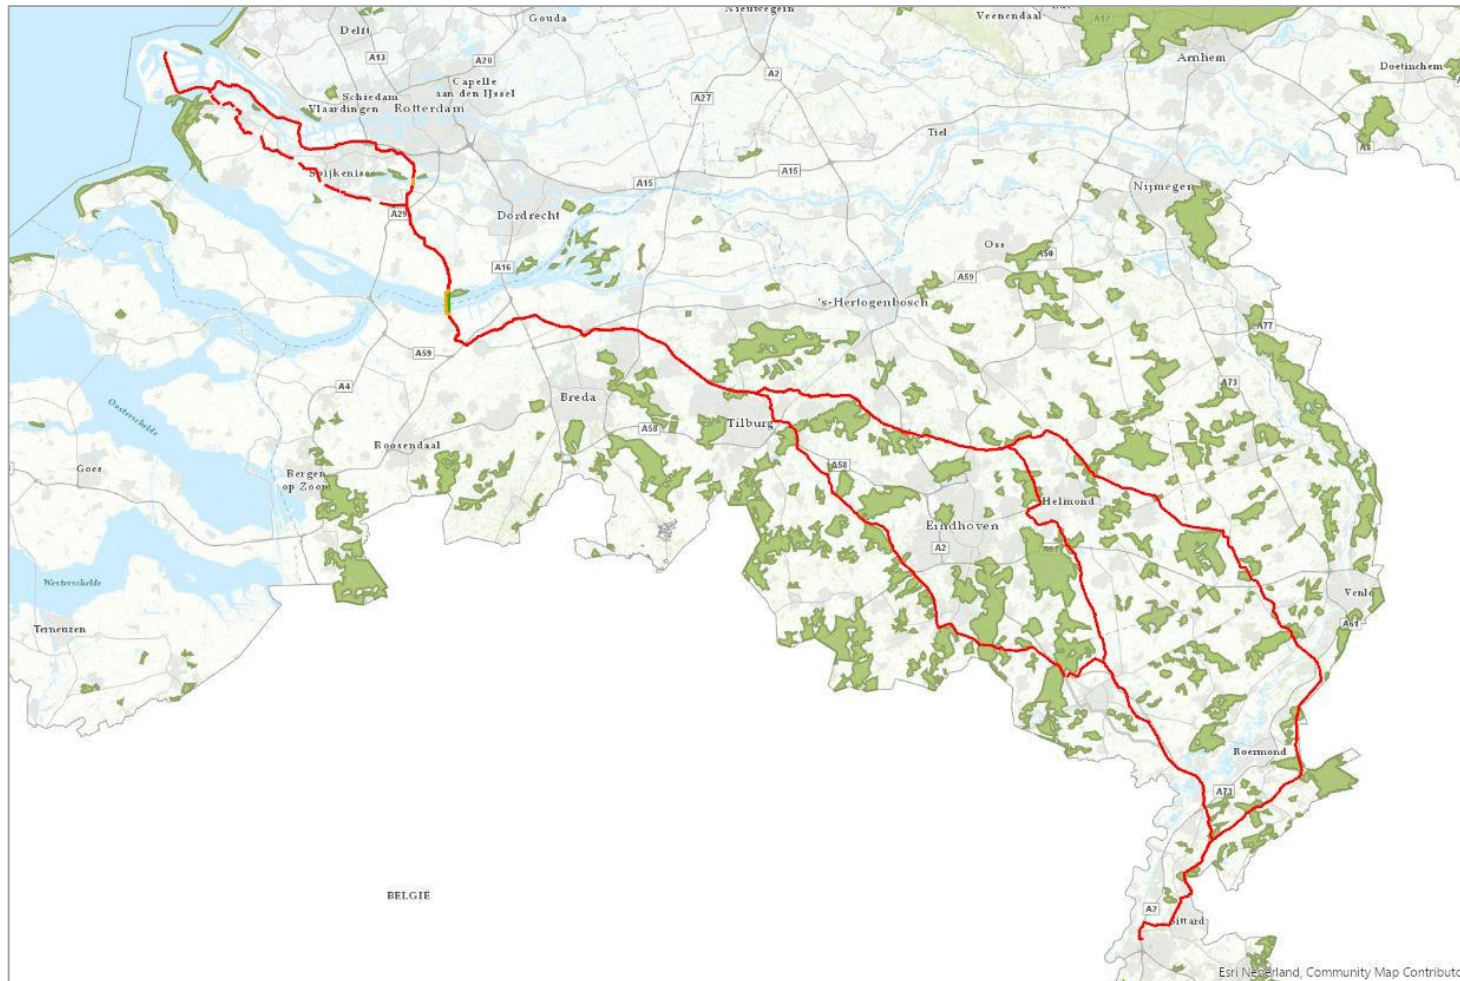 Gouda
Nieuwegein
Veenendaal
A12
Delft
A13
A20
A2
Arnhem
Doetinchem
Capelle
aan den IJssel
Schiedam
Vlaardingen
Rotterdam
A27
Tiel
A3
Spijkenisse
A15
A15
Nijmegen
A29
Dordrecht
Oss
A50
A16
A59
's-Hertogenbosch
A77
A59
A4
Breda
A73
Oosterschelde
Tilburg
A58
Roosendaal
A58
Goes
Bergen
op Zoom
Helmond
Eindhoven
A2
A67
Westerschelde
Venlo
Terneuzen
A61
Roermond
A73
BELGIË
A2
Sittard
Esri Nederland, Community Map Contributo